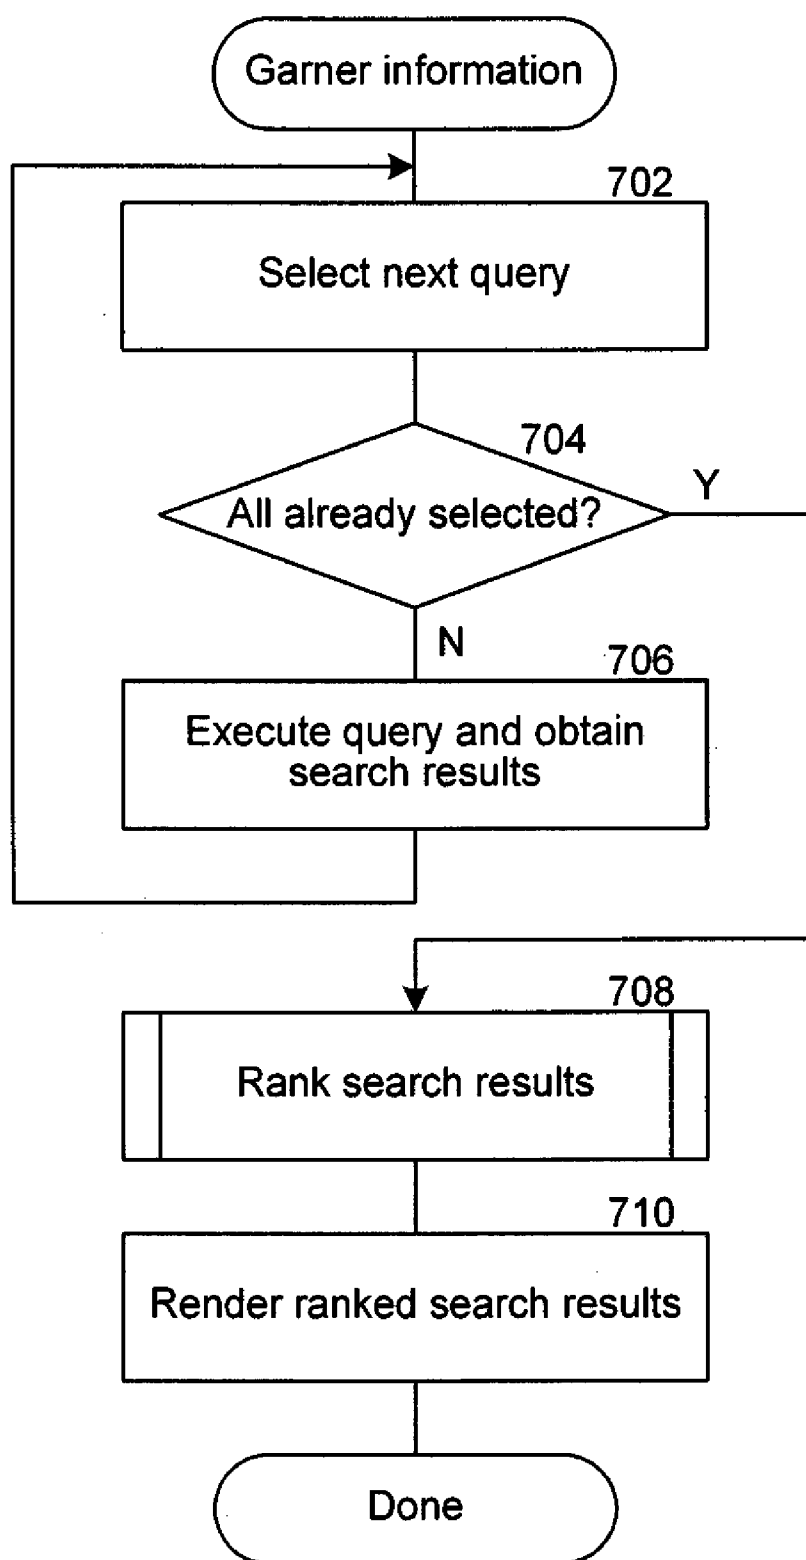 Garner information
702
Select next query
704
All already selected?
Y
N
706
Execute query and obtain
search results
708
Rank search results
710
Render ranked search results
Done